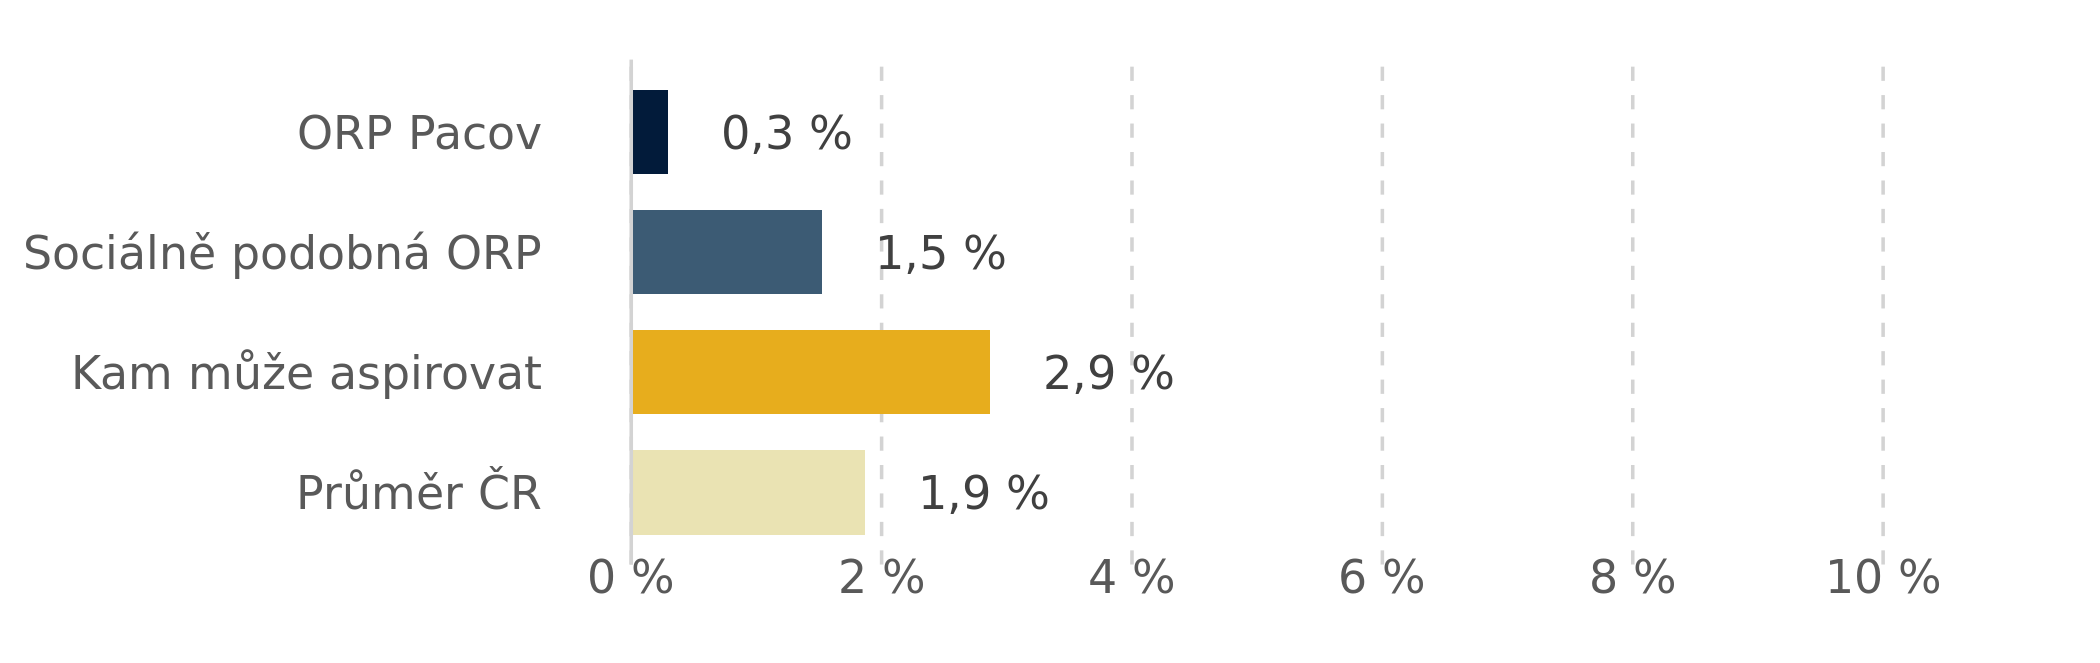 ORP Pacov 0,3 %
Sociálně podobná ORP 1,5 %
Kam může aspirovat 2,9 %
Průměr ČR 1,9 %
0 % 2 % 4 % 6 % 8 % 10 %